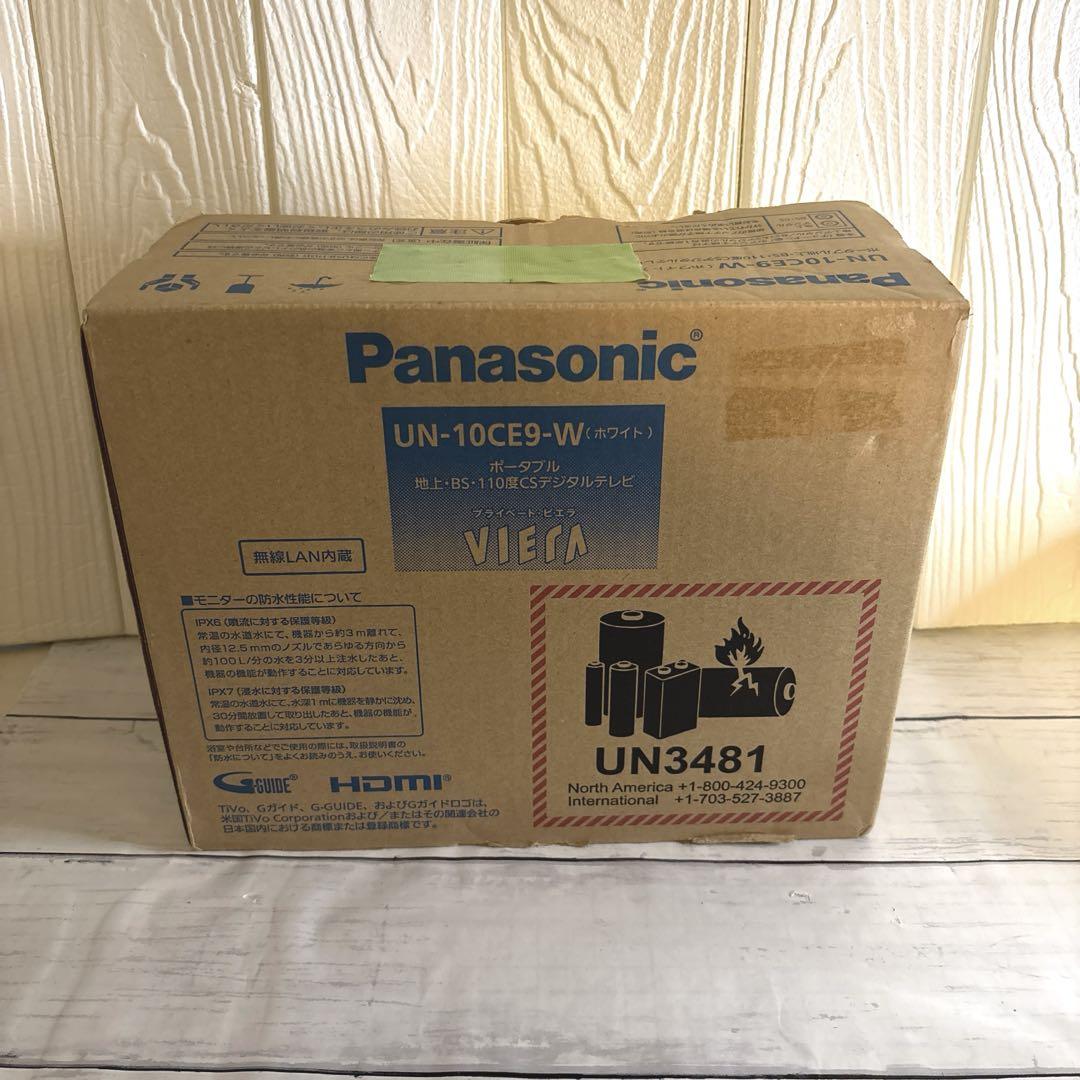 ⚠注意
UN-10CE9-W(ホワイト)
Panasonic
Panasonic®
UN-10CE9-W(ホワイト)
ポータブル
地上・BS・110度CSデジタルテレビ
プライベート・ビエラ
VIErA
無線LAN内蔵
■モニターの防水性能について
IPX6(噴流に対する保護等級)
常温の水道水にて、機器から約3m離れて、
内径12.5mmのノズルであらゆる方向から
約100L/分の水を3分以上注水したあと、
機器の機能が動作することに対応しています。
IPX7(浸水に対する保護等級)
常温の水道水にて、水深1mに機器を静かに沈め、
30分間放置して取り出したあと、機器の機能が
動作することに対応しています。
浴室や台所などでご使用の際には、取扱説明書の
「防水について」をよくお読みのうえ、お使いください。
G-GUIDE® HDMI®
TiVo、Gガイド、G-GUIDE、およびGガイドロゴは、
米国TiVo Corporationおよび/またはその関連会社の
日本国内における商標または登録商標です。
UN3481
North America +1-800-424-9300
International +1-703-527-3887